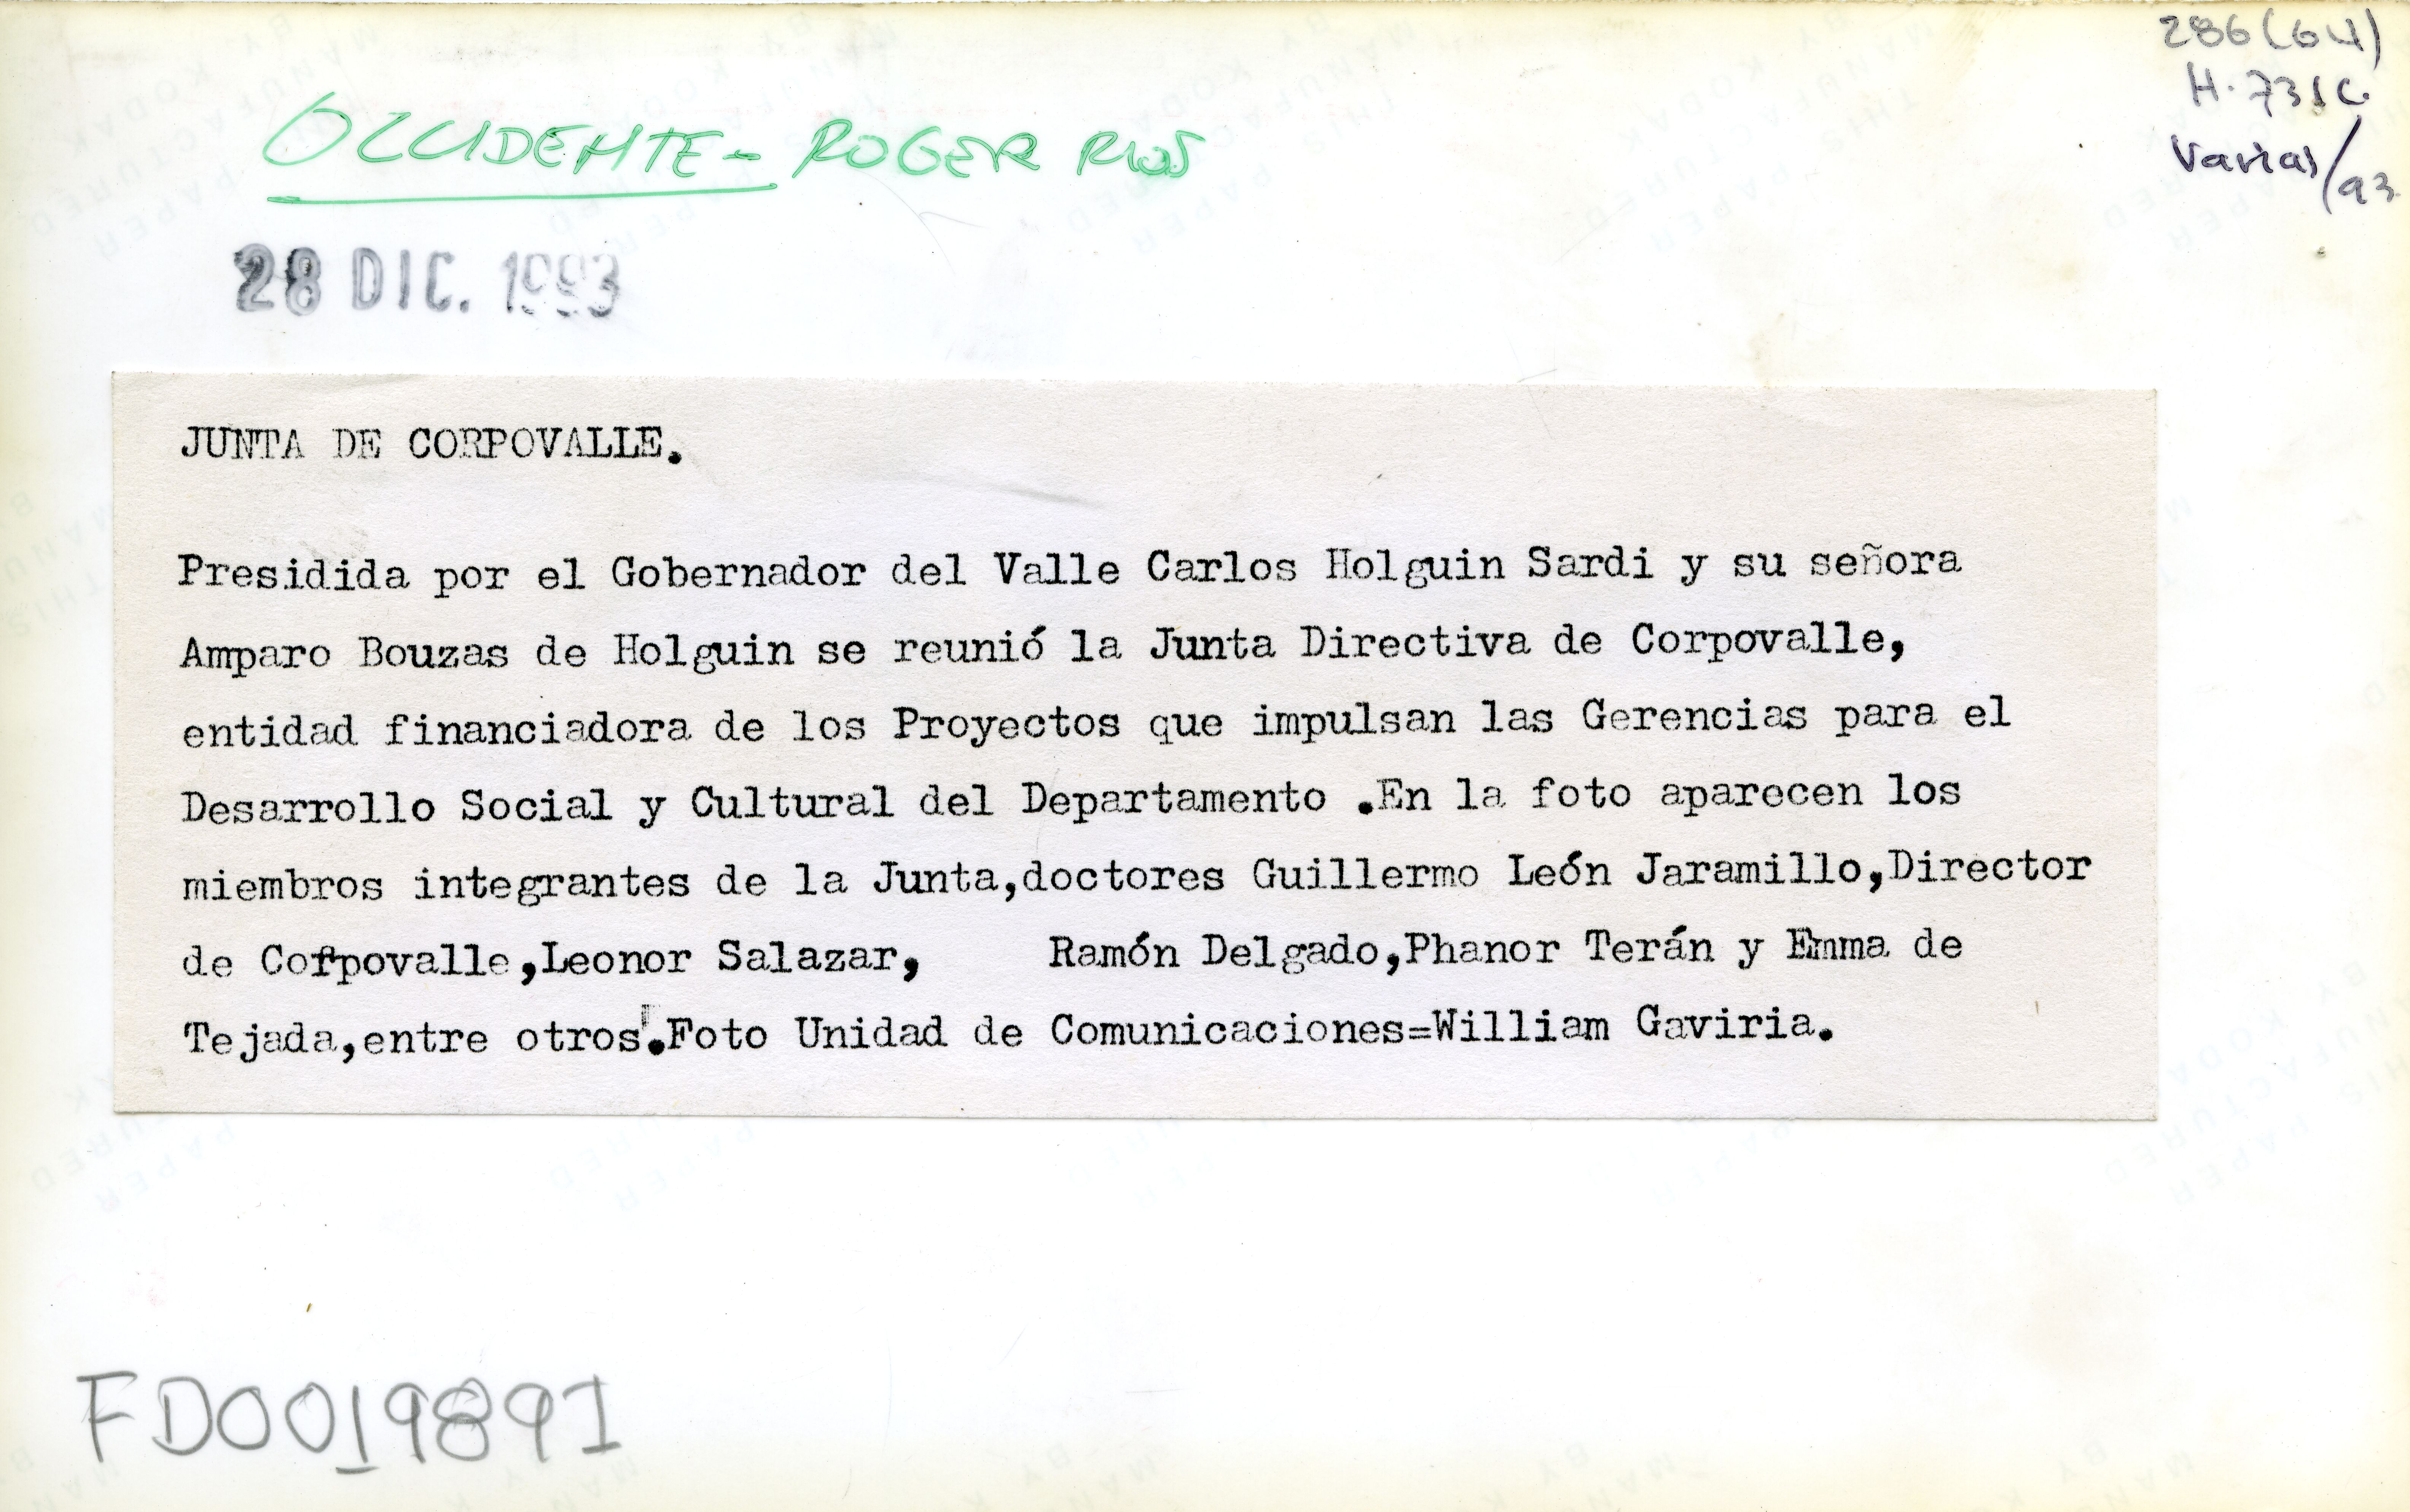 286 (64)
H. 731c.
Varias/93
OCCIDENTE - ROGER RIOS
28 DIC. 1993
JUNTA DE CORPOVALLE.
Presidida por el Gobernador del Valle Carlos Holguin Sardi y su señora
Amparo Bouzas de Holguin se reunió la Junta Directiva de Corpovalle,
entidad financiadora de los Proyectos que impulsan las Gerencias para el
Desarrollo Social y Cultural del Departamento .En la foto aparecen los
miembros integrantes de la Junta,doctores Guillermo León Jaramillo,Director
de Corpovalle,Leonor Salazar, Ramón Delgado,Phanor Terán y Emma de
Tejada,entre otros.Foto Unidad de Comunicaciones=William Gaviria.
FD0019891